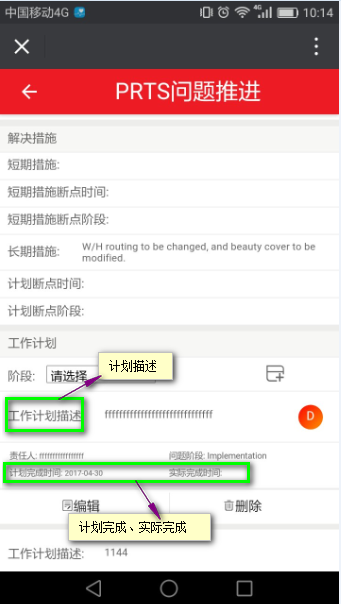 中国移动4G 4G 10:14
PRTS问题推进
解决措施
短期措施:
短期措施断点时间:
短期措施断点阶段:
长期措施: W/H routing to be changed, and beauty cover to be
modified.
计划断点时间:
计划断点阶段:
工作计划
计划描述
阶段: 请选择
工作计划描述 ffffffffffffffffffffffffffffff D
责任人: ffffffffffffffff 问题阶段: Implementation
计划完成时间: 2017-04-30 实际完成时间:
编辑 删除
计划完成、实际完成
工作计划描述: 1144